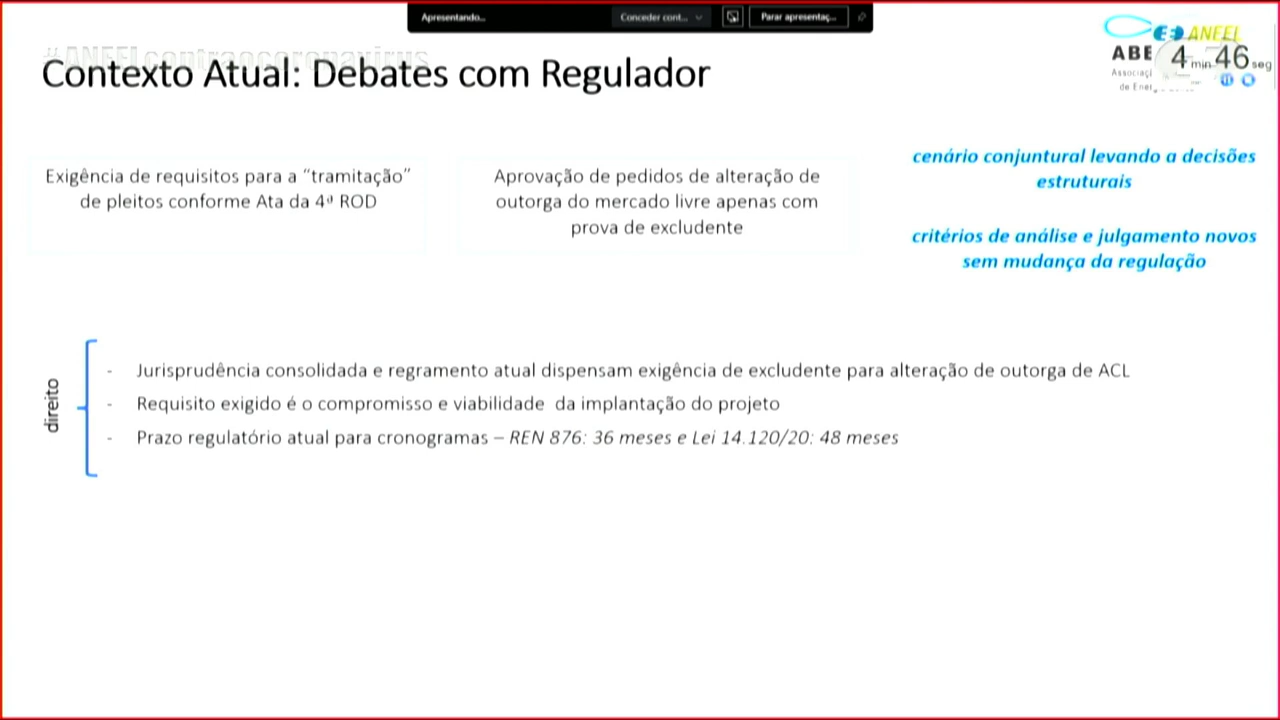 Apresentando...
Conceder cont...
Parar apresentaç...
#ANEELcontraocoronavirus
Contexto Atual: Debates com Regulador
ANEEL
ABE
4 min 46 seg
Associaçã
de Ener
Exigência de requisitos para a “tramitação”
de pleitos conforme Ata da 4ª ROD
Aprovação de pedidos de alteração de
outorga do mercado livre apenas com
prova de excludente
cenário conjuntural levando a decisões
estruturais
critérios de análise e julgamento novos
sem mudança da regulação
direito
- Jurisprudência consolidada e regramento atual dispensam exigência de excludente para alteração de outorga de ACL
- Requisito exigido é o compromisso e viabilidade da implantação do projeto
- Prazo regulatório atual para cronogramas – REN 876: 36 meses e Lei 14.120/20: 48 meses